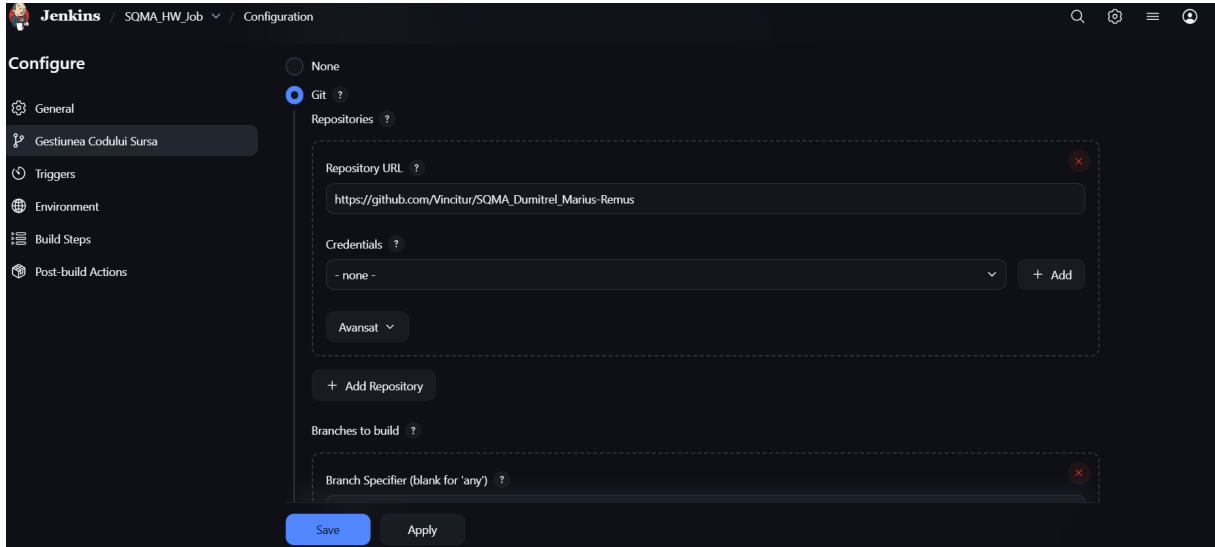 Jenkins / SQMA_HW_Job / Configuration
Configure
General
Gestiunea Codului Sursa
Triggers
Environment
Build Steps
Post-build Actions
None
Git ?
Repositories ?
Repository URL ?
https://github.com/Vincitur/SQMA_Dumitrel_Marius-Remus
Credentials ?
- none -
+ Add
Avansat
+ Add Repository
Branches to build ?
Branch Specifier (blank for 'any') ?
Save
Apply